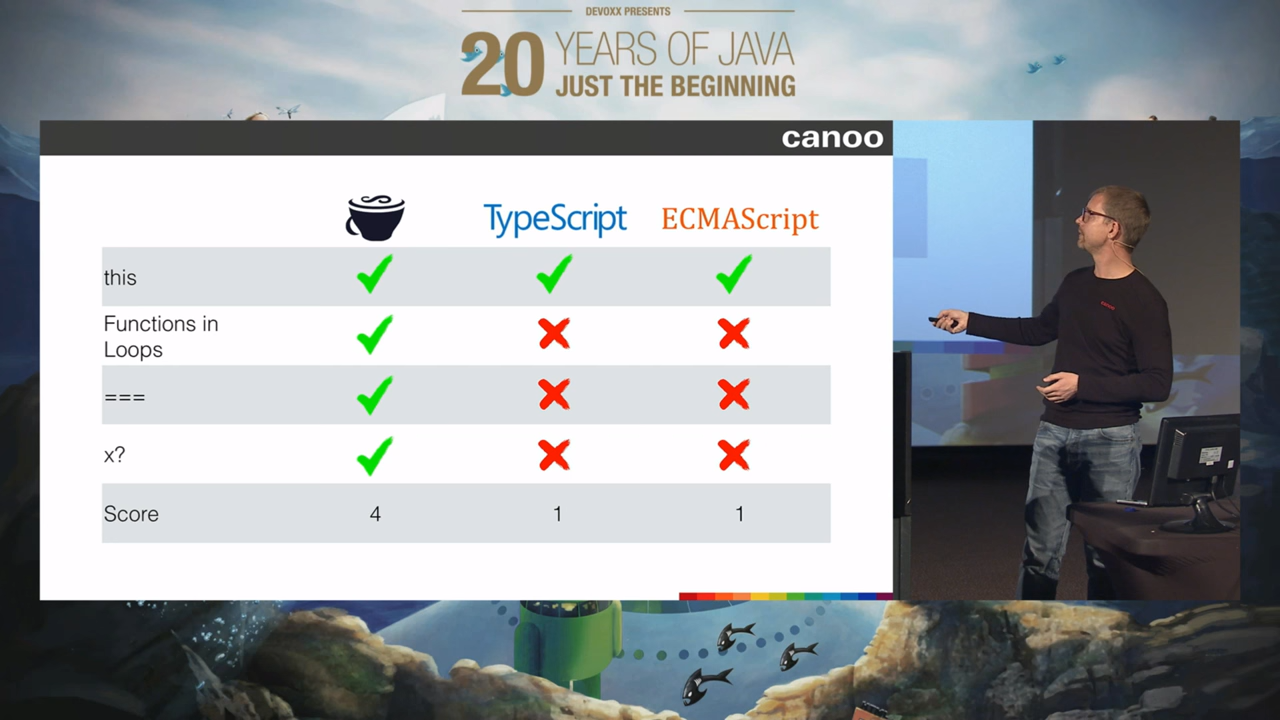 DEVOXX PRESENTS
20 YEARS OF JAVA
JUST THE BEGINNING
canoo
TypeScript ECMAScript
this
Functions in
Loops
===
x?
Score 4 1 1